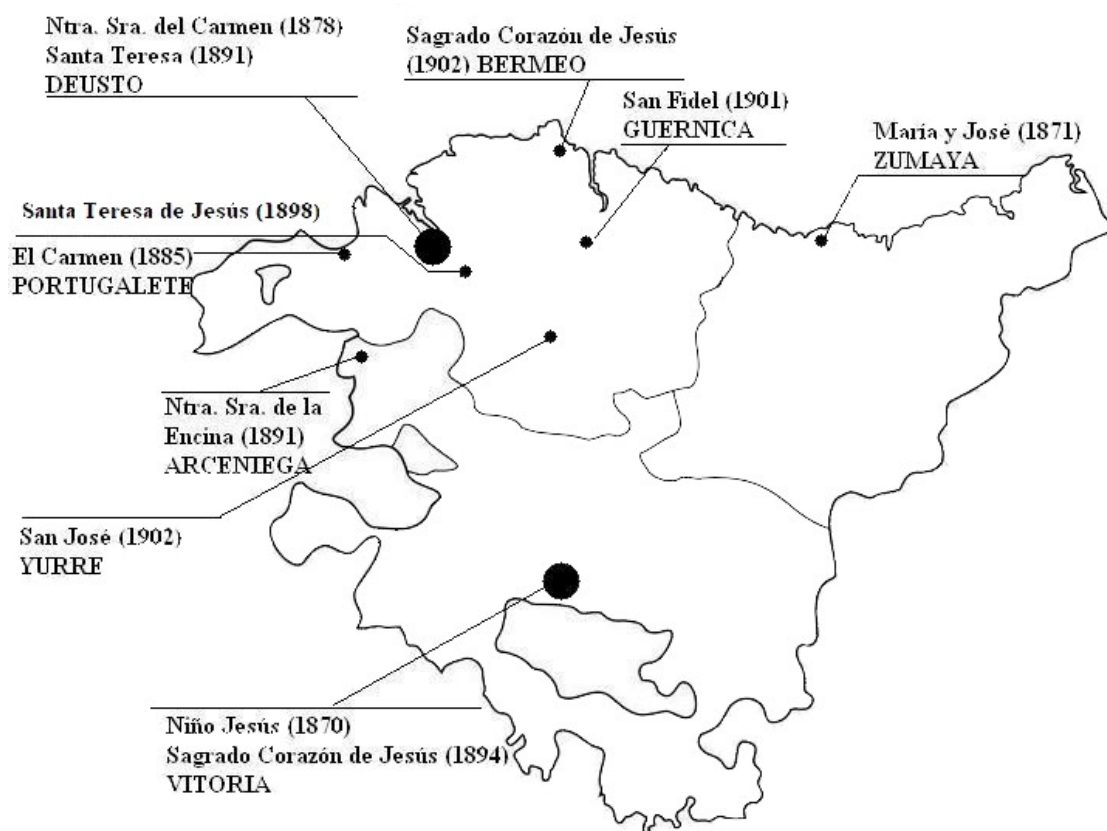 Ntra. Sra. del Carmen (1878)
Santa Teresa (1891)
DEUSTO
Sagrado Corazón de Jesús
(1902) BERMEO
San Fidel (1901)
GUERNICA
María y José (1871)
ZUMAYA
Santa Teresa de Jesús (1898)
El Carmen (1885)
PORTUGALETE
Ntra. Sra. de la
Encina (1891)
ARCENIEGA
San José (1902)
YURRE
Niño Jesús (1870)
Sagrado Corazón de Jesús (1894)
VITORIA